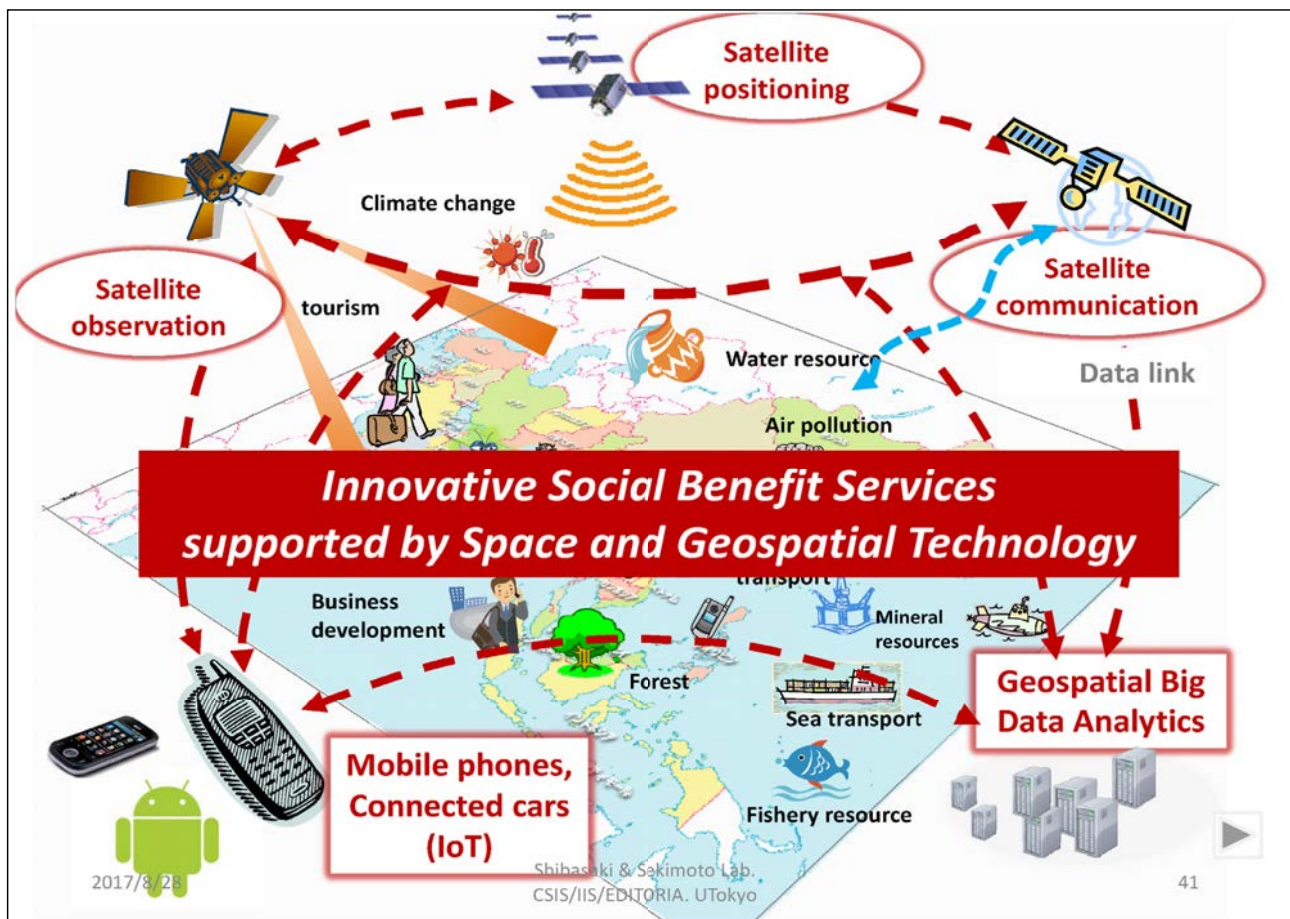 Satellite
positioning
Climate change
Satellite
observation
Satellite
communication
tourism
Water resource
Data link
Air pollution
Innovative Social Benefit Services
supported by Space and Geospatial Technology
transport
Business
development
Mineral
resources
Forest
Geospatial Big
Data Analytics
Sea transport
Mobile phones,
Connected cars
(IoT)
Fishery resource
2017/8/28
Shibasaki & Sekimoto Lab.
CSIS/IIS/EDITORIA. UTokyo
41